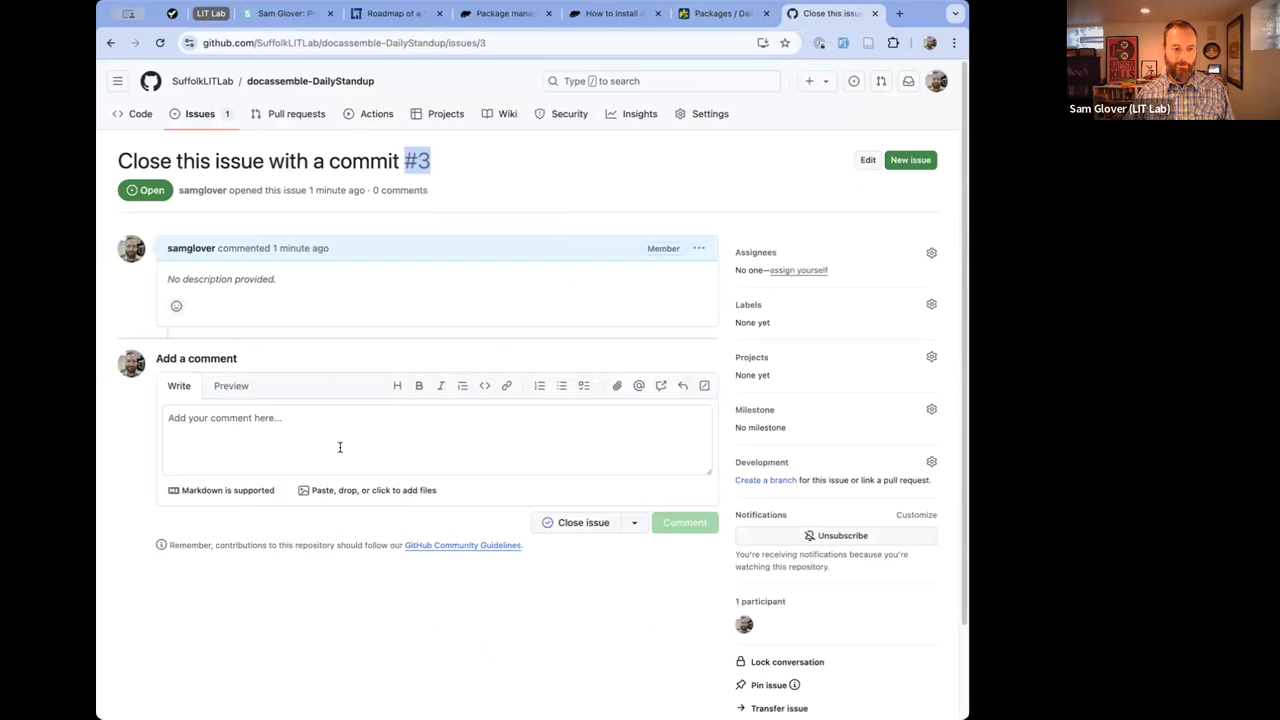 LIT Lab
Sam Glover: P
Roadmap of a
Package man
How to install
Packages / Dai
Close this issue
github.com/SuffolkLITLab/docassemble-DailyStandup/issues/3
SuffolkLITLab / docassemble-DailyStandup
Type / to search
Code
Issues 1
Pull requests
Actions
Projects
Wiki
Security
Insights
Settings
Close this issue with a commit #3
Edit
New issue
Open
samglover opened this issue 1 minute ago · 0 comments
samglover commented 1 minute ago
Member
No description provided.
Add a comment
Write
Preview
Add your comment here...
Markdown is supported
Paste, drop, or click to add files
Close issue
Comment
Remember, contributions to this repository should follow our GitHub Community Guidelines.
Assignees
No one—assign yourself
Labels
None yet
Projects
None yet
Milestone
No milestone
Development
Create a branch for this issue or link a pull request.
Notifications
Customize
Unsubscribe
You're receiving notifications because you're
watching this repository.
1 participant
Lock conversation
Pin issue
Transfer issue
ARTISAN
KILLS
Sam Glover (LIT Lab)